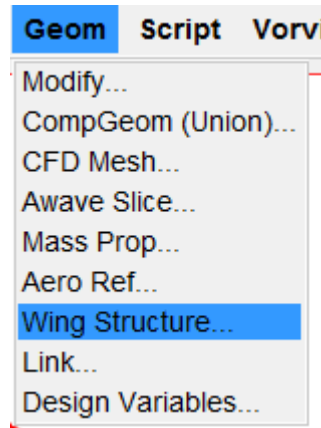 Geom Script Vorvi
Modify...
CompGeom (Union)...
CFD Mesh...
Awave Slice...
Mass Prop...
Aero Ref...
Wing Structure...
Link...
Design Variables...